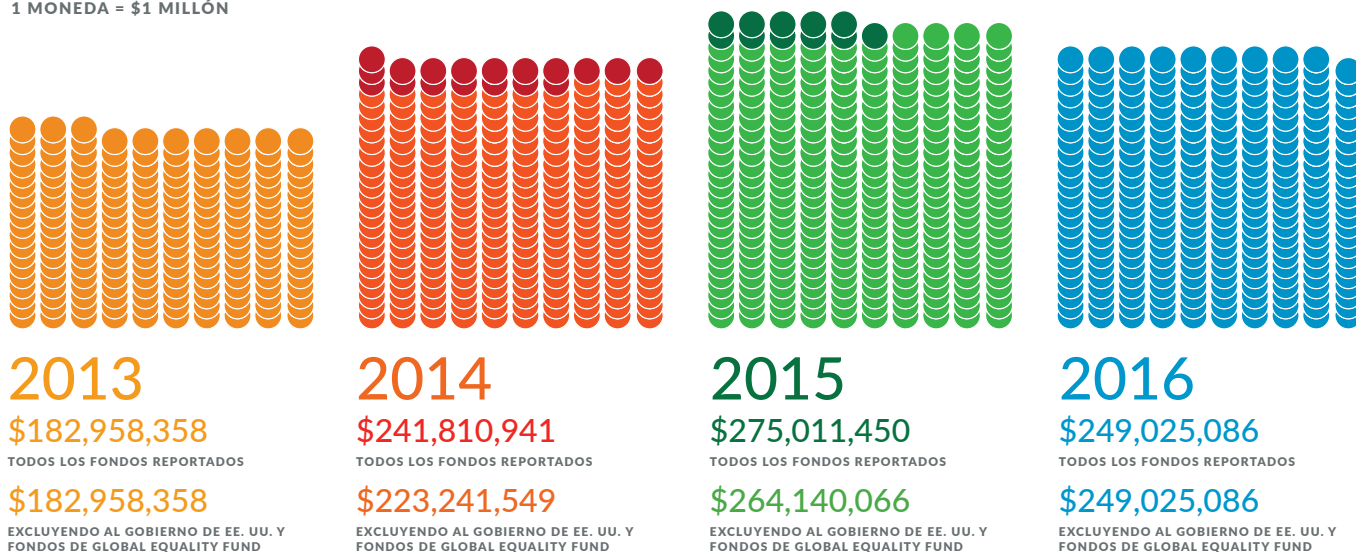 1 MONEDA = $1 MILLÓN
2013
$182,958,358
TODOS LOS FONDOS REPORTADOS
$182,958,358
EXCLUYENDO AL GOBIERNO DE EE. UU. Y
FONDOS DE GLOBAL EQUALITY FUND
2014
$241,810,941
TODOS LOS FONDOS REPORTADOS
$223,241,549
EXCLUYENDO AL GOBIERNO DE EE. UU. Y
FONDOS DE GLOBAL EQUALITY FUND
2015
$275,011,450
TODOS LOS FONDOS REPORTADOS
$264,140,066
EXCLUYENDO AL GOBIERNO DE EE. UU. Y
FONDOS DE GLOBAL EQUALITY FUND
2016
$249,025,086
TODOS LOS FONDOS REPORTADOS
$249,025,086
EXCLUYENDO AL GOBIERNO DE EE. UU. Y
FONDOS DE GLOBAL EQUALITY FUND